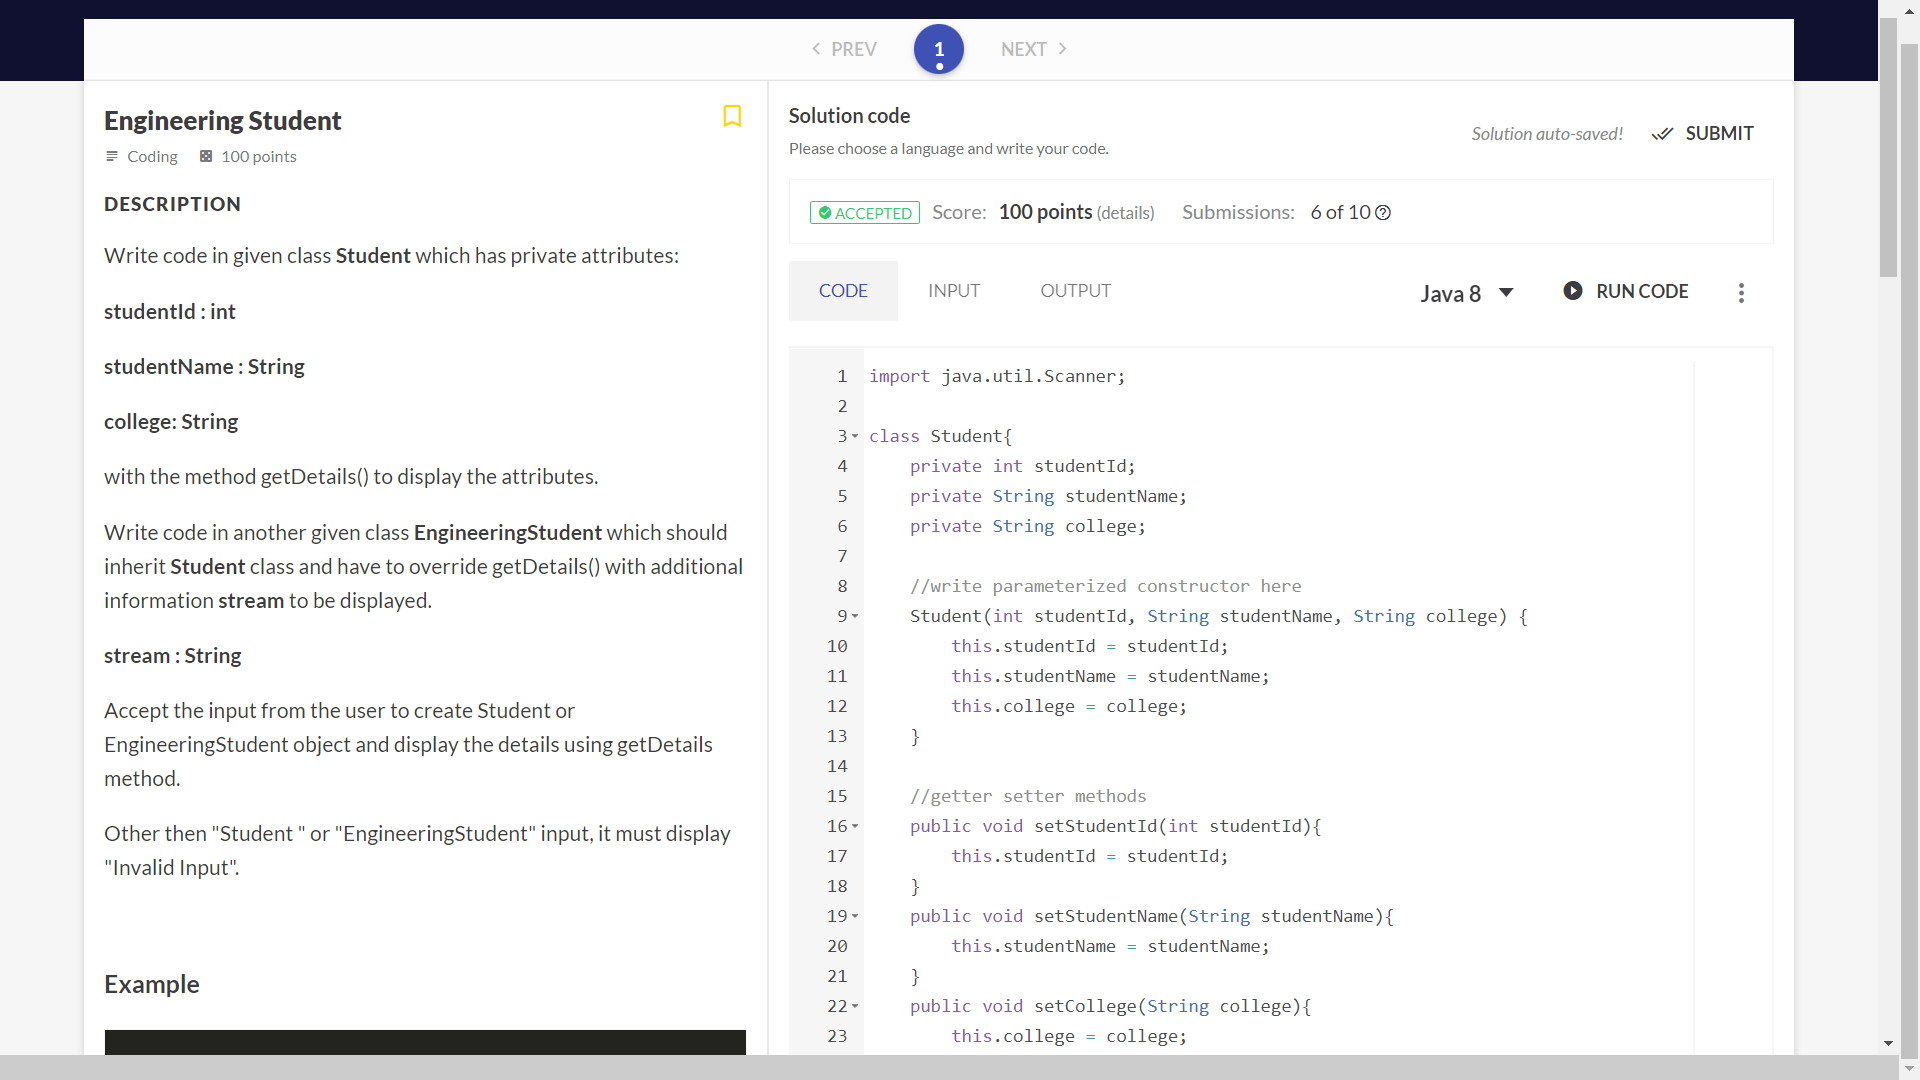 PREV
1
NEXT
Engineering Student
Coding
100 points
DESCRIPTION
Write code in given class Student which has private attributes:
studentId : int
studentName : String
college: String
with the method getDetails() to display the attributes.
Write code in another given class EngineeringStudent which should
inherit Student class and have to override getDetails() with additional
information stream to be displayed.
stream : String
Accept the input from the user to create Student or
EngineeringStudent object and display the details using getDetails
method.
Other then "Student " or "EngineeringStudent" input, it must display
"Invalid Input".
Example
Solution code
Please choose a language and write your code.
Solution auto-saved!
SUBMIT
ACCEPTED
Score: 100 points (details)
Submissions: 6 of 10
CODE
INPUT
OUTPUT
Java 8
RUN CODE
1 import java.util.Scanner;
2
3 class Student{
4 private int studentId;
5 private String studentName;
6 private String college;
7
8 //write parameterized constructor here
9 Student(int studentId, String studentName, String college) {
10 this.studentId = studentId;
11 this.studentName = studentName;
12 this.college = college;
13 }
14
15 //getter setter methods
16 public void setStudentId(int studentId){
17 this.studentId = studentId;
18 }
19 public void setStudentName(String studentName){
20 this.studentName = studentName;
21 }
22 public void setCollege(String college){
23 this.college = college;